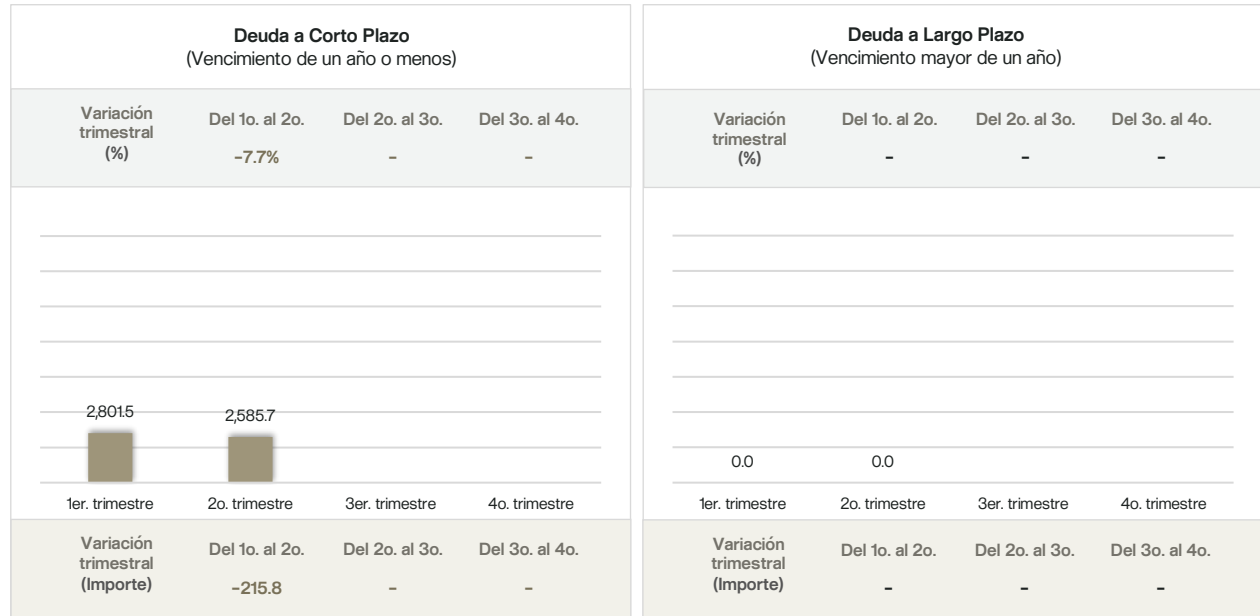 Deuda a Corto Plazo
(Vencimiento de un año o menos)
Variación
trimestral
(%)
Del 1o. al 2o.
Del 2o. al 3o.
Del 3o. al 4o.
-7.7%
-
-
2,801.5
2,585.7
1er. trimestre
2o. trimestre
3er. trimestre
4o. trimestre
Variación
trimestral
(Importe)
Del 1o. al 2o.
Del 2o. al 3o.
Del 3o. al 4o.
-215.8
-
-
Deuda a Largo Plazo
(Vencimiento mayor de un año)
Variación
trimestral
(%)
Del 1o. al 2o.
Del 2o. al 3o.
Del 3o. al 4o.
-
-
-
0.0
0.0
1er. trimestre
2o. trimestre
3er. trimestre
4o. trimestre
Variación
trimestral
(Importe)
Del 1o. al 2o.
Del 2o. al 3o.
Del 3o. al 4o.
-
-
-